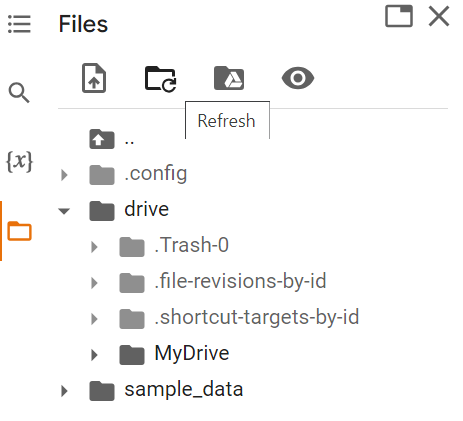 Files
Refresh
..
.config
{x}
drive
.Trash-0
.file-revisions-by-id
.shortcut-targets-by-id
MyDrive
sample_data